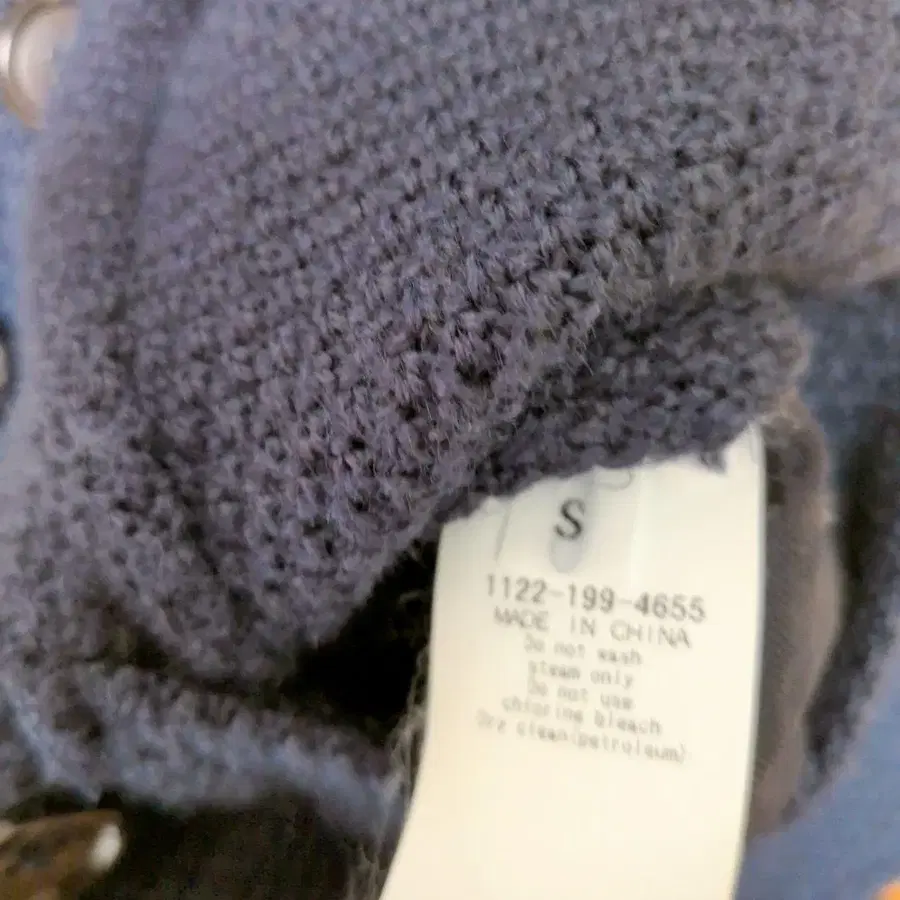 S
1122-199-4655
MADE IN CHINA
Do not wash
steam only
Do not use
chlorine bleach
Dry clean(petroleum)